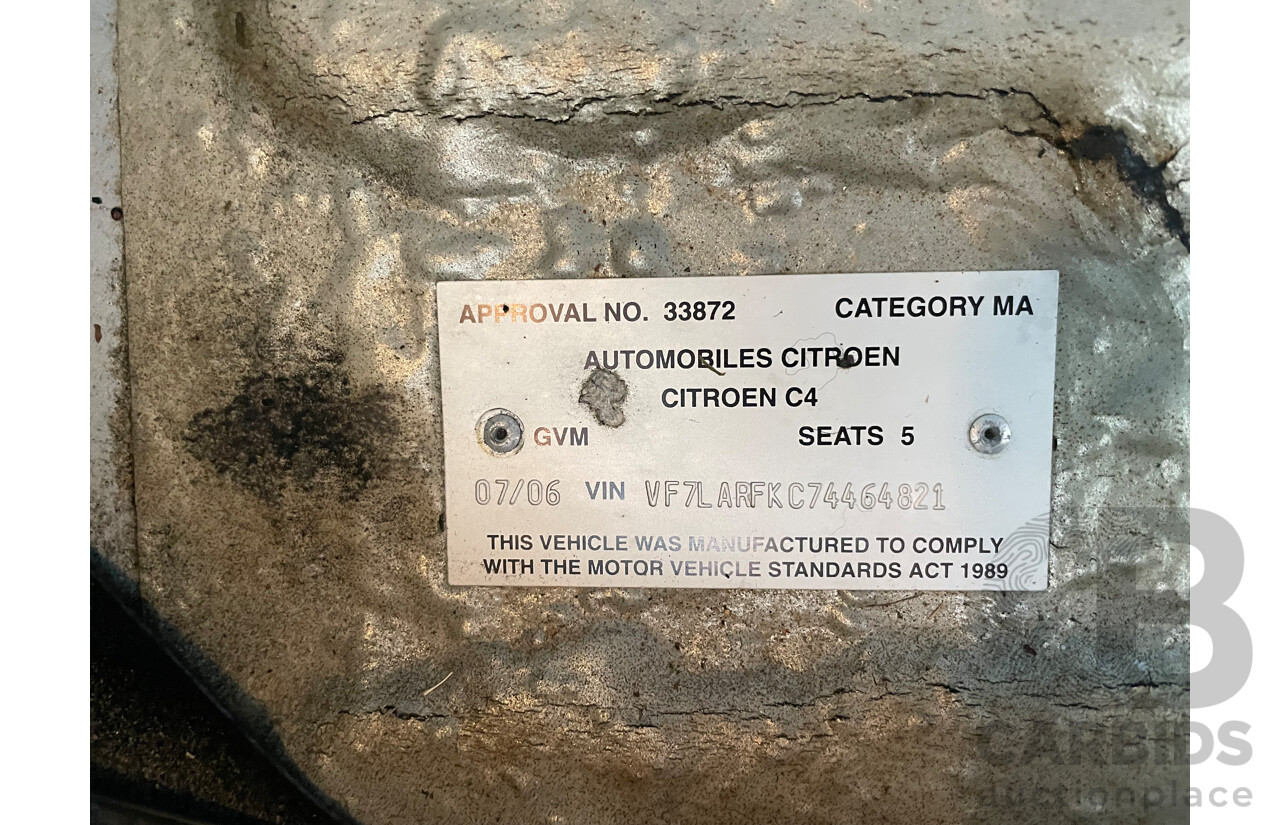 APPROVAL NO. 33872 CATEGORY MA
AUTOMOBILES CITROEN
CITROEN C4
GVM SEATS 5
07/06 VIN VF7LARFKC74464821
THIS VEHICLE WAS MANUFACTURED TO COMPLY
WITH THE MOTOR VEHICLE STANDARDS ACT 1989
B
CARBIDS
auctionplace